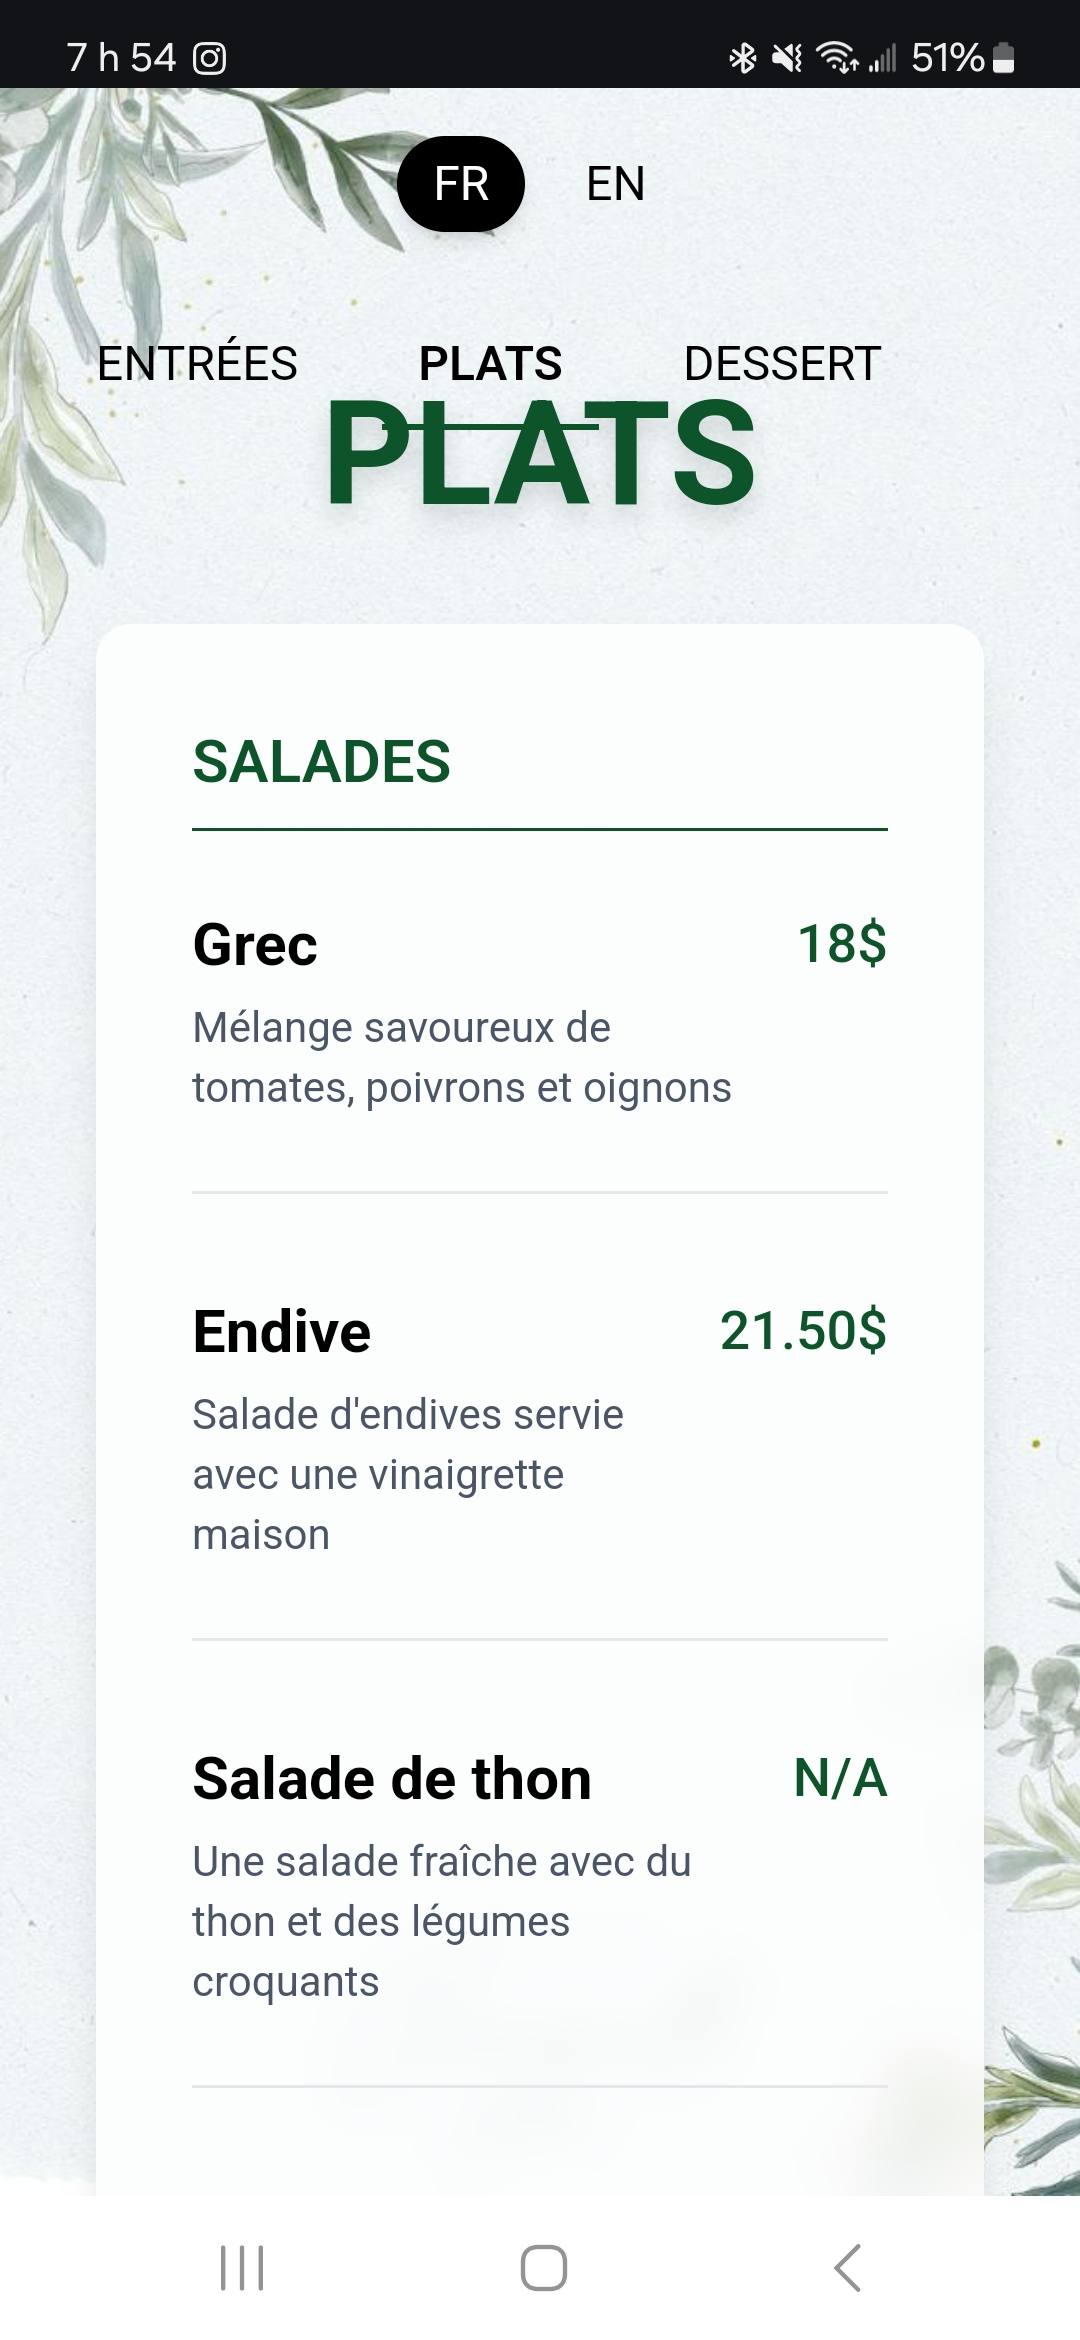 7 h 54
51%
FR
EN
ENTRÉES
PLATS
DESSERT
PLATS
SALADES
Grec
18$
Mélange savoureux de
tomates, poivrons et oignons
Endive
21.50$
Salade d'endives servie
avec une vinaigrette
maison
Salade de thon
N/A
Une salade fraîche avec du
thon et des légumes
croquants